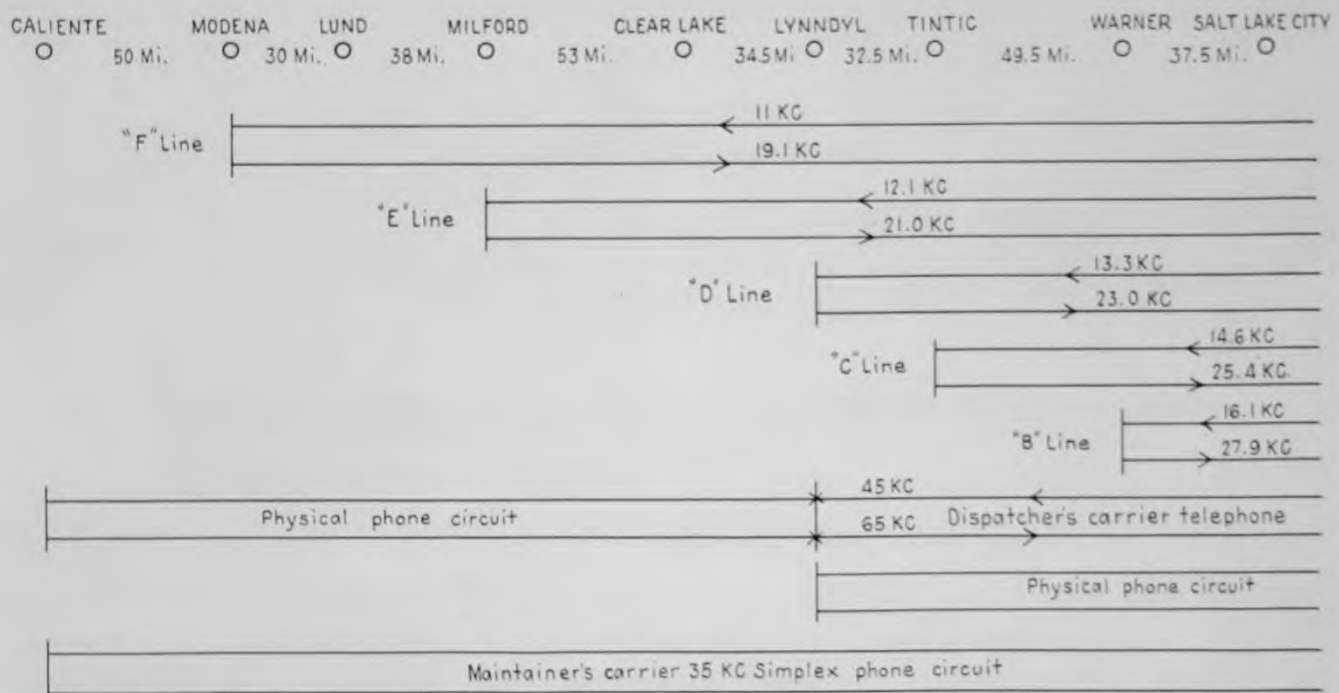 CALIENTE MODENA LUND MILFORD CLEAR LAKE LYNNDYL TINTIC WARNER SALT LAKE CITY
50 Mi. 30 Mi. 38 Mi. 53 Mi. 34.5 Mi 32.5 Mi. 49.5 Mi. 37.5 Mi.
11 KC
"F" Line
19.1 KC
12.1 KC
"E" Line
21.0 KC
13.3 KC
"D" Line
23.0 KC
14.6 KC
"C" Line
25.4 KC.
16.1 KC
"B" Line
27.9 KC
45 KC
Physical phone circuit
65 KC Dispatcher's carrier telephone
Physical phone circuit
Maintainer's carrier 35 KC Simplex phone circuit